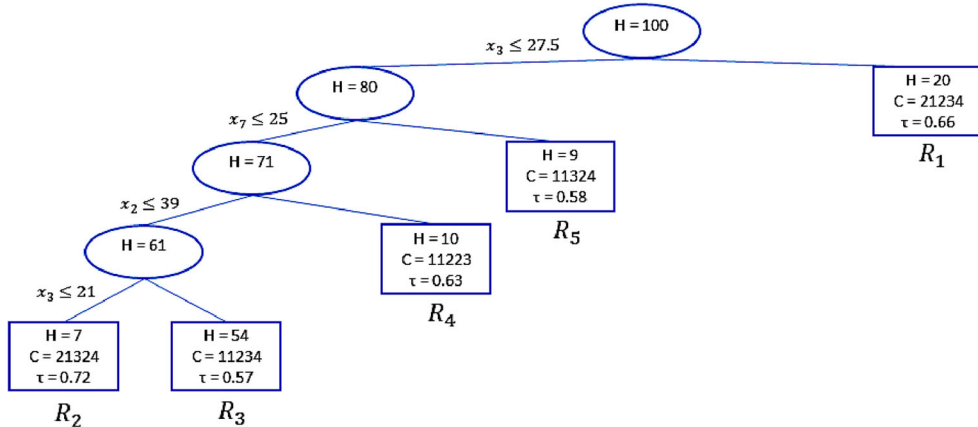 H = 100
x₃ ≤ 27.5
H = 80
H = 20
C = 21234
τ = 0.66
R₁
x₇ ≤ 25
H = 71
H = 9
C = 11324
τ = 0.58
R₅
x₂ ≤ 39
H = 61
H = 10
C = 11223
τ = 0.63
R₄
x₃ ≤ 21
H = 7
C = 21324
τ = 0.72
R₂
H = 54
C = 11234
τ = 0.57
R₃